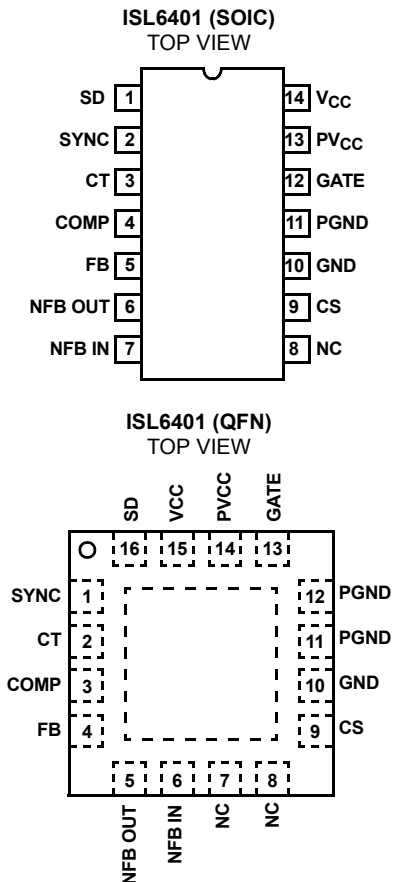 ISL6401 (SOIC)
TOP VIEW
SD 1 14 VCC
SYNC 2 13 PVCC
CT 3 12 GATE
COMP 4 11 PGND
FB 5 10 GND
NFB OUT 6 9 CS
NFB IN 7 8 NC
ISL6401 (QFN)
TOP VIEW
SD VCC PVCC GATE
16 15 14 13
SYNC 1 12 PGND
CT 2 11 PGND
COMP 3 10 GND
FB 4 9 CS
5 6 7 8
NFB OUT NFB IN NC NC